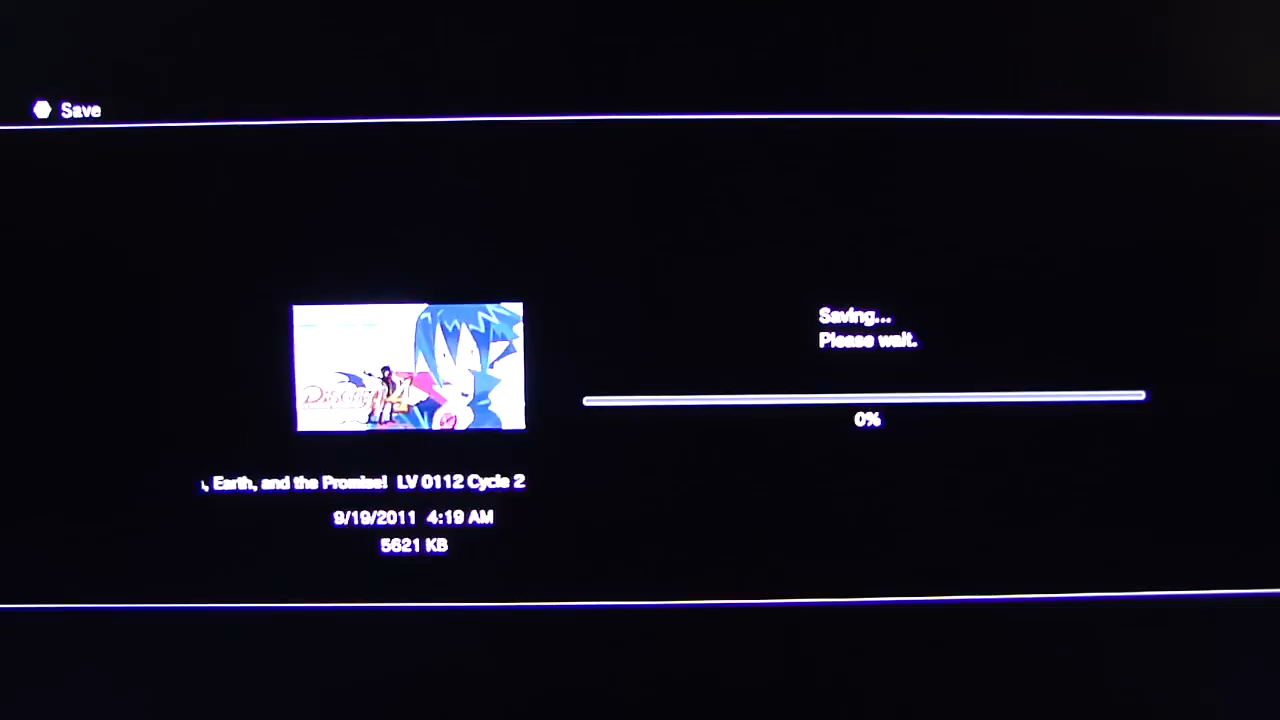 Save
Saving...
Please wait.
0%
, Earth, and the Promise! LV 0112 Cycle 2
9/19/2011 4:19 AM
5621 KB